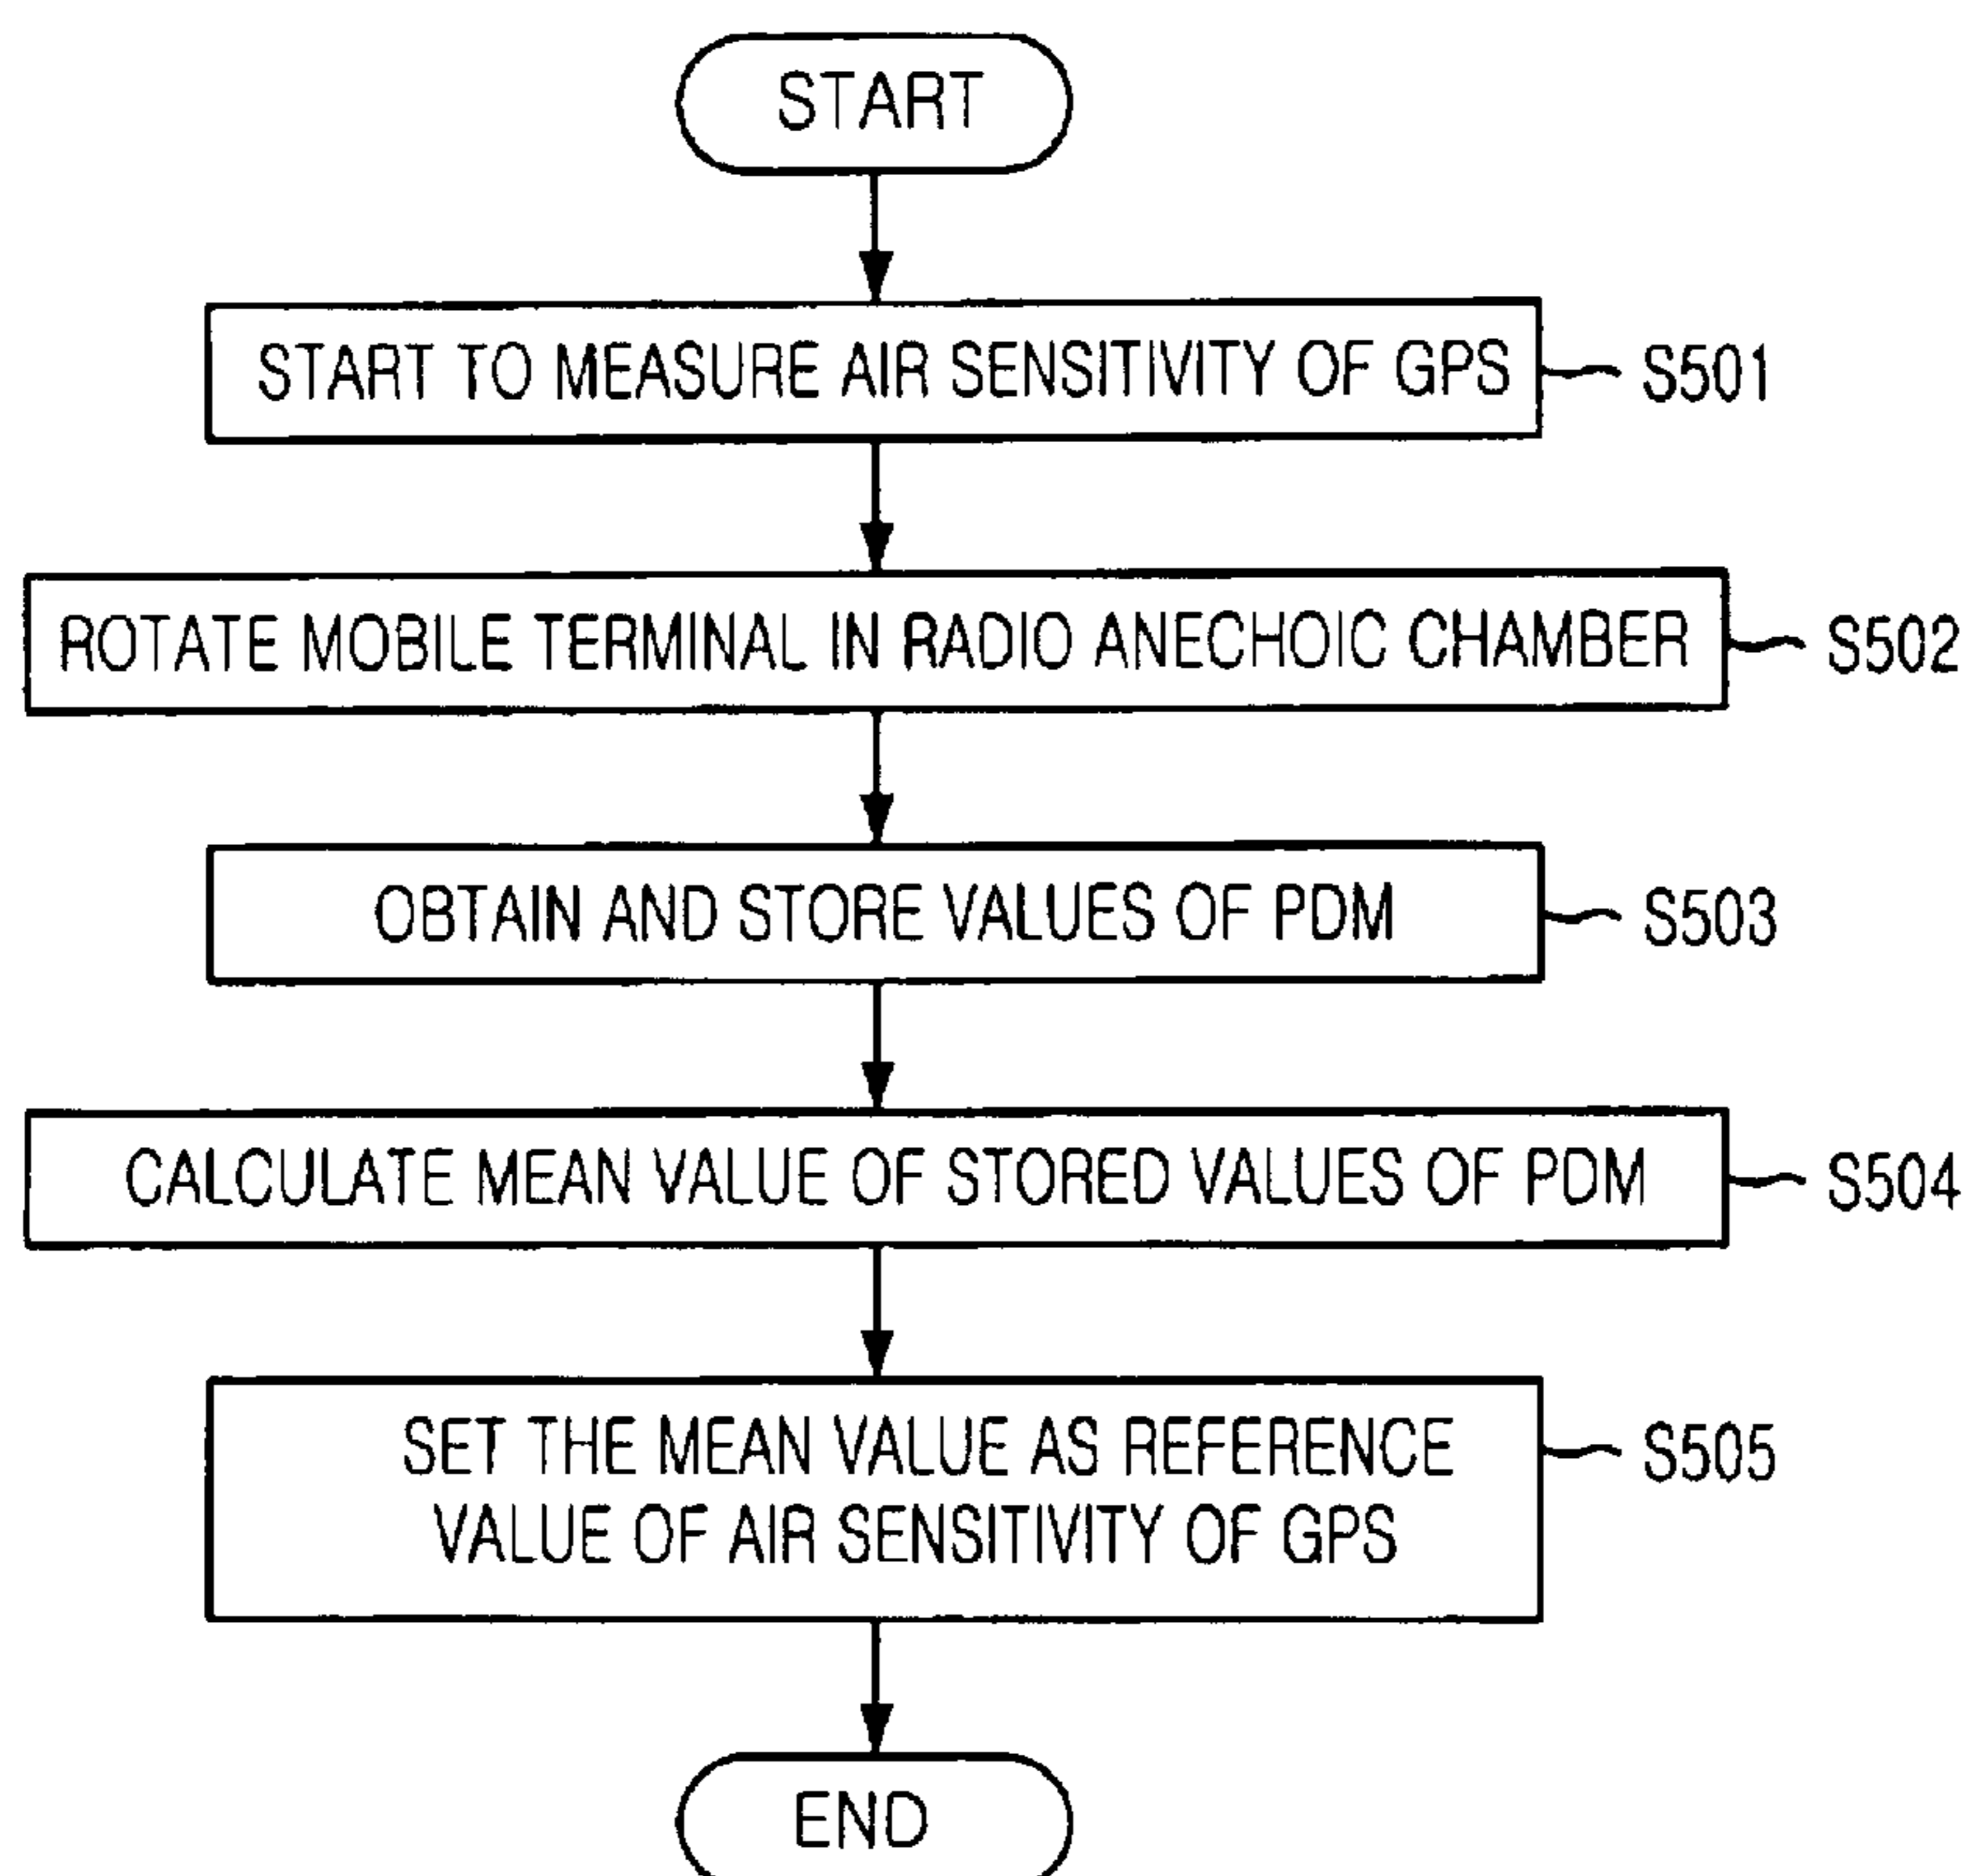 START
START TO MEASURE AIR SENSITIVITY OF GPS
S501
ROTATE MOBILE TERMINAL IN RADIO ANECHOIC CHAMBER
S502
OBTAIN AND STORE VALUES OF PDM
S503
CALCULATE MEAN VALUE OF STORED VALUES OF PDM
S504
SET THE MEAN VALUE AS REFERENCE
VALUE OF AIR SENSITIVITY OF GPS
S505
END